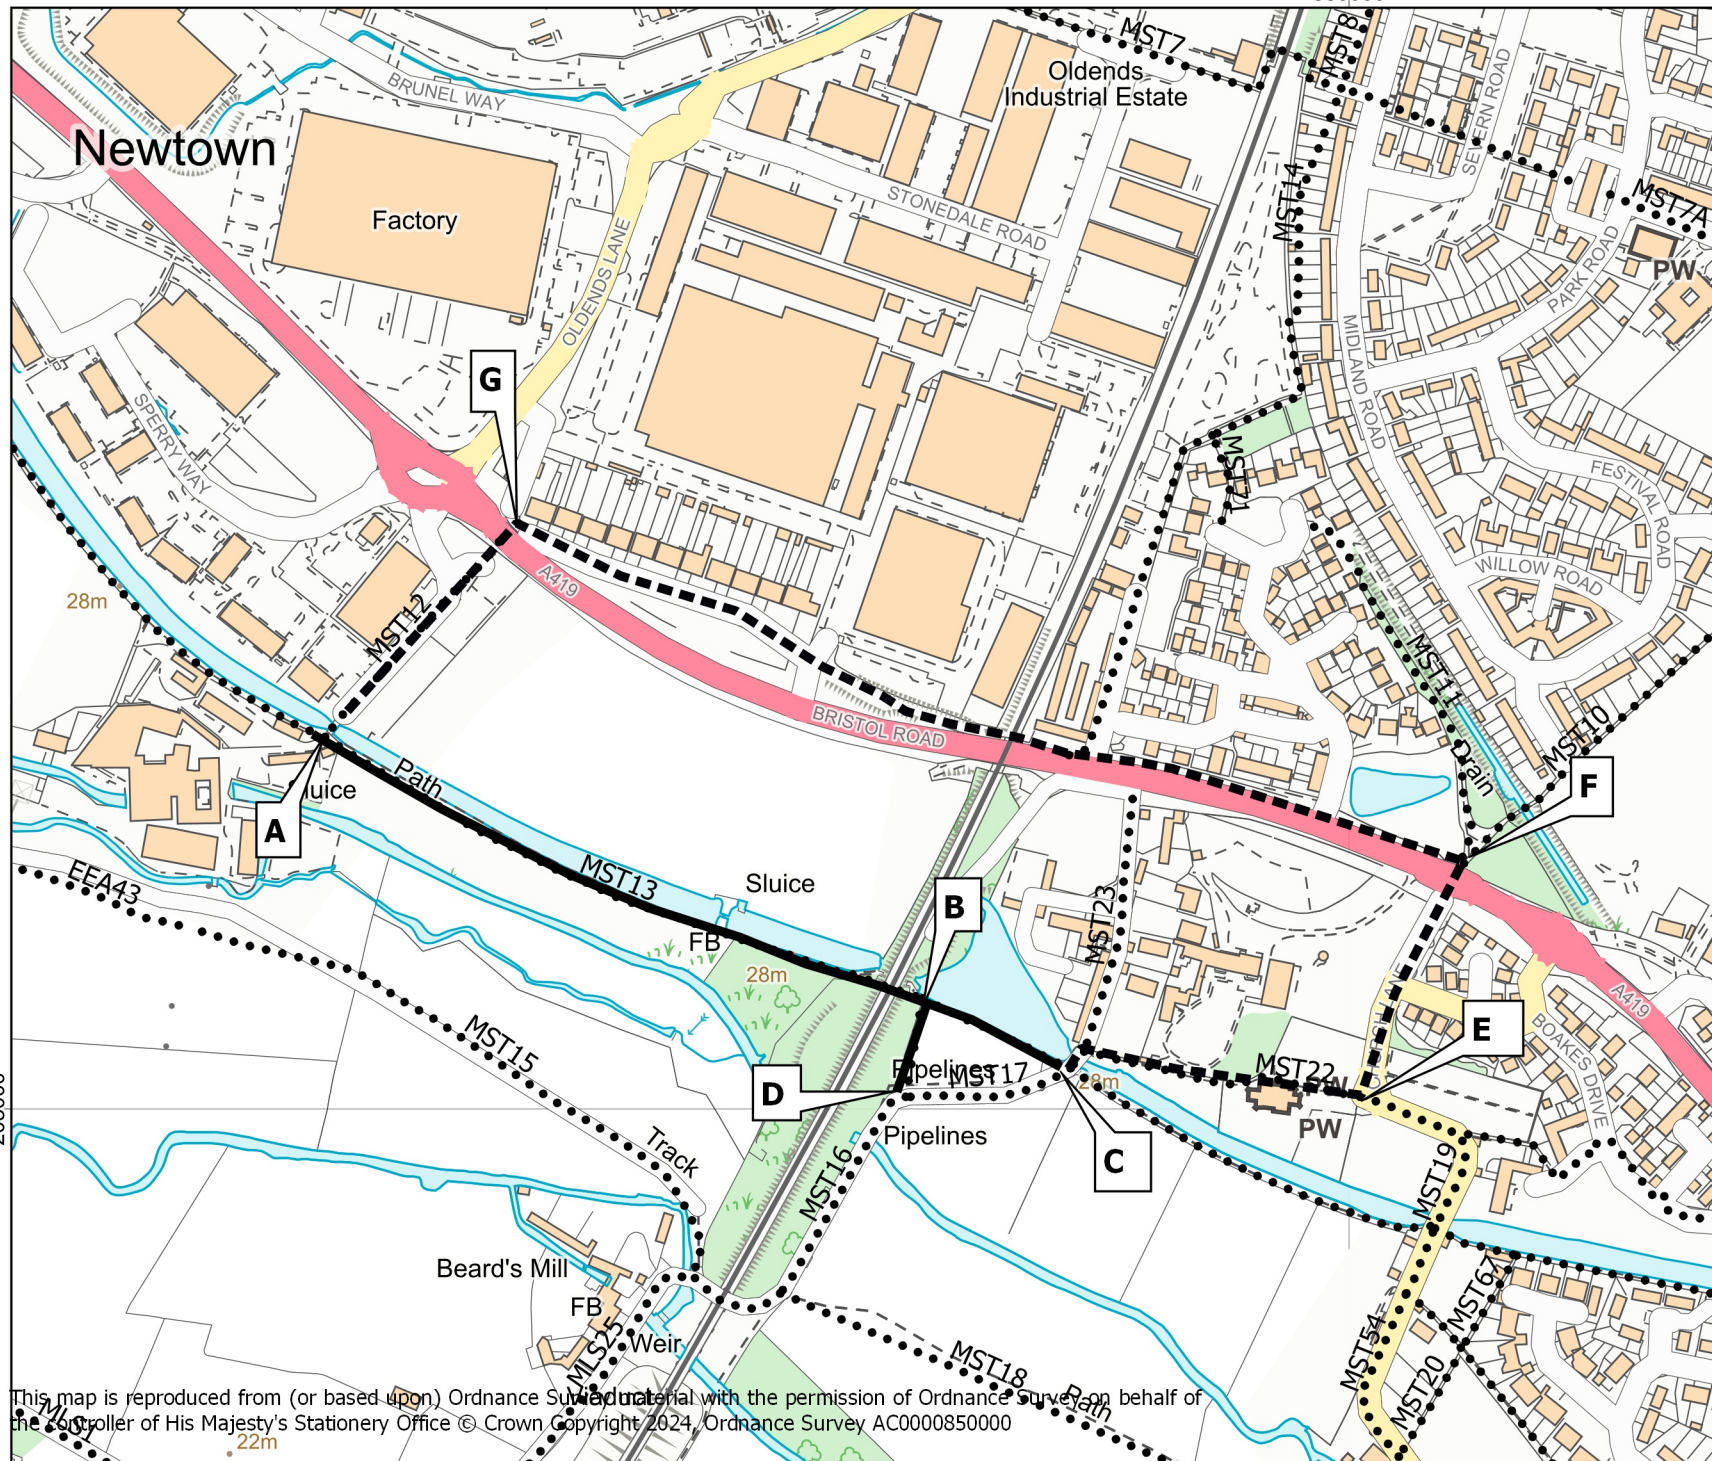 MST7
MST8
Oldends
Industrial Estate
BRUNEL WAY
SEVERN ROAD
Newtown
MST14
MST7A
Factory
STONEDALE ROAD
PW
OLDENDS LANE
PARK ROAD
G
MIDLAND ROAD
SPERRY WAY
MST71
FESTIVAL ROAD
A419
WILLOW ROAD
28m
MST12
MST11
BRISTOL ROAD
MST10
Drain
Path
F
A
MST13
Sluice
EEA43
B
MST23
FB
28m
A419
E
BOAKES DRIVE
MST15
Pipelines
MST17
MST22
PW
28m
D
PW
Pipelines
Track
C
MST16
MST19
Beard's Mill
FB
MST67
Weir
MLS25
MST18
MST54
MST20
Path
Viaduct
This map is reproduced from (or based upon) Ordnance Survey material with the permission of Ordnance Survey on behalf of
the controller of His Majesty's Stationery Office © Crown Copyright 2024, Ordnance Survey AC0000850000
22m